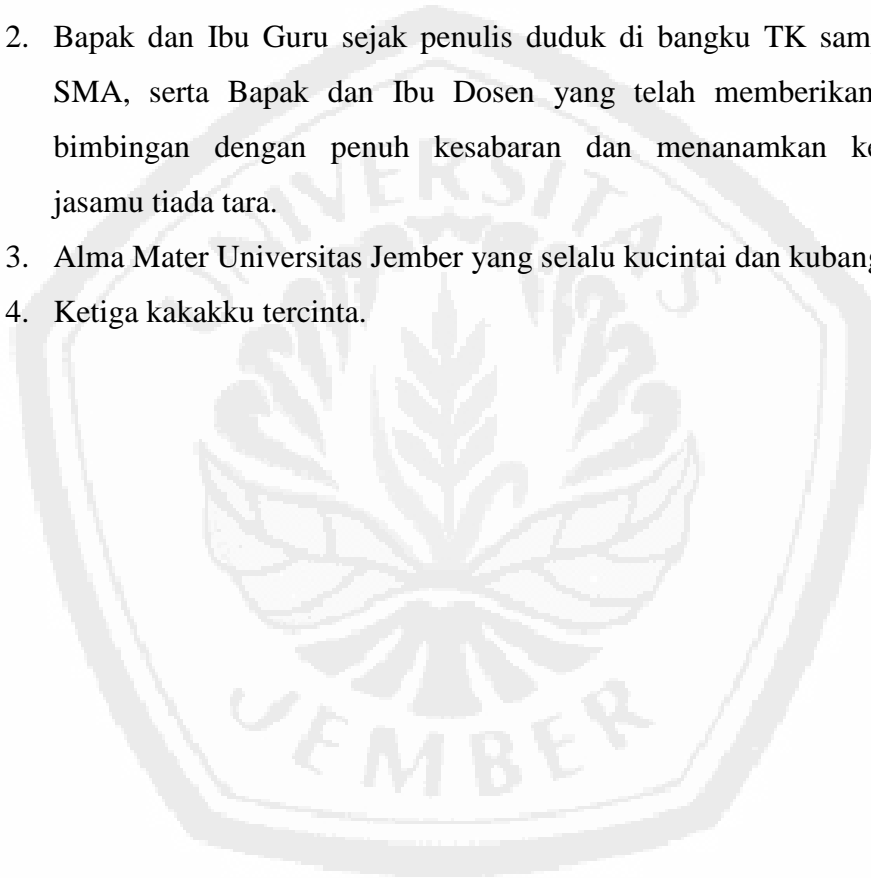 2. Bapak dan Ibu Guru sejak penulis duduk di bangku TK sam
SMA, serta Bapak dan Ibu Dosen yang telah memberikan
bimbingan dengan penuh kesabaran dan menanamkan ke
jasamu tiada tara.
3. Alma Mater Universitas Jember yang selalu kucintai dan kubang
4. Ketiga kakakku tercinta.
UNIVERSITAS
JEMBER